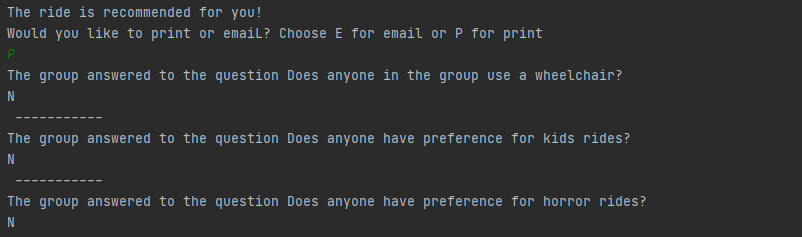 The ride is recommended for you!
Would you like to print or emaiL? Choose E for email or P for print
P
The group answered to the question Does anyone in the group use a wheelchair?
N
-----------
The group answered to the question Does anyone have preference for kids rides?
N
-----------
The group answered to the question Does anyone have preference for horror rides?
N